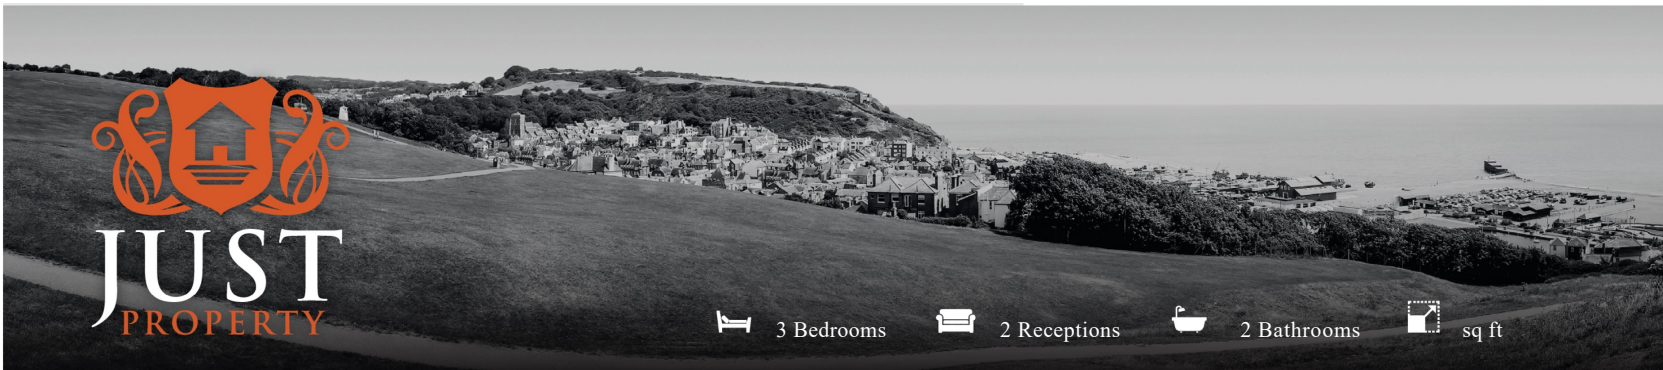 JUST
PROPERTY
3 Bedrooms
2 Receptions
2 Bathrooms
sq ft